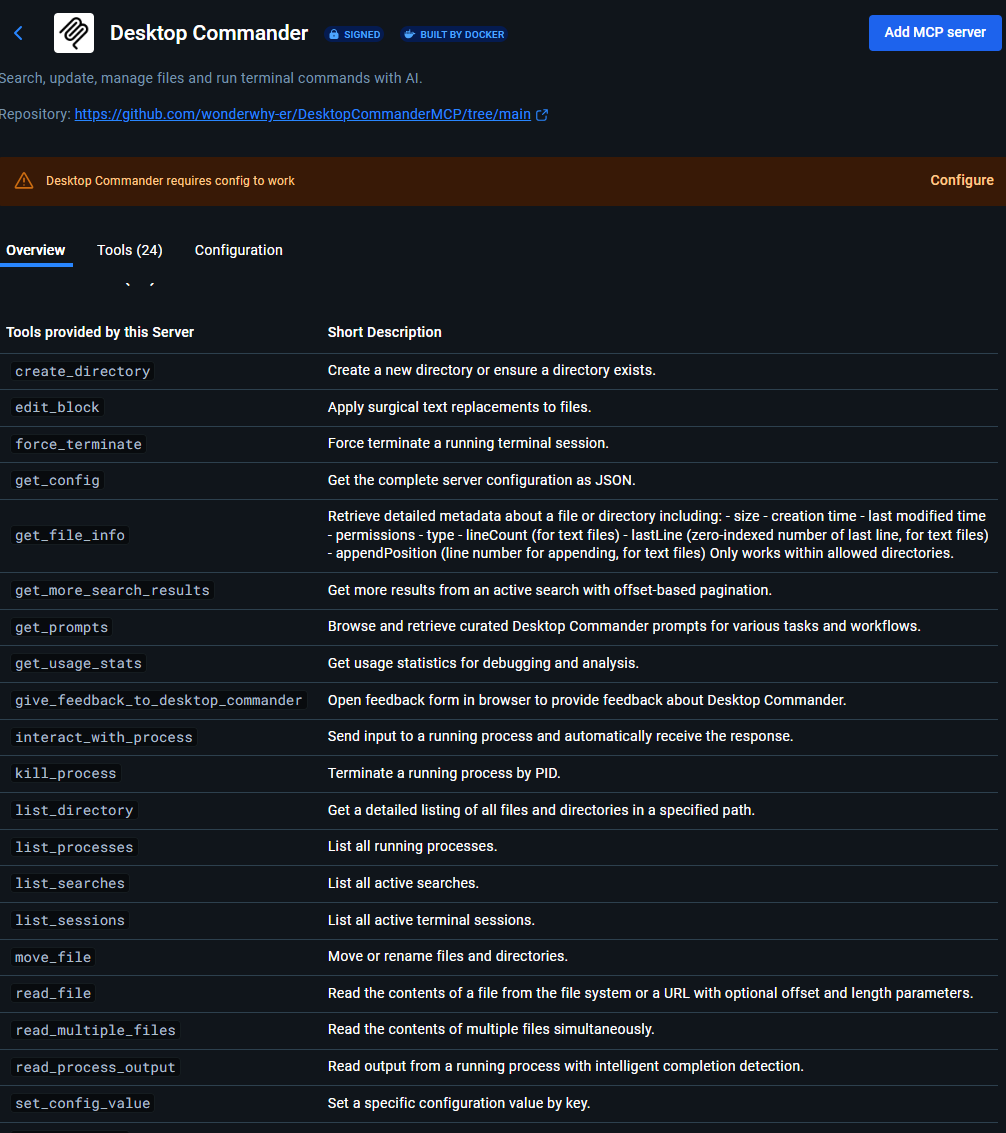 Desktop Commander SIGNED BUILT BY DOCKER Add MCP server
Search, update, manage files and run terminal commands with AI.
Repository: https://github.com/wonderwhy-er/DesktopCommanderMCP/tree/main
Desktop Commander requires config to work Configure
Overview Tools (24) Configuration
Tools provided by this Server Short Description
create_directory Create a new directory or ensure a directory exists.
edit_block Apply surgical text replacements to files.
force_terminate Force terminate a running terminal session.
get_config Get the complete server configuration as JSON.
get_file_info Retrieve detailed metadata about a file or directory including: - size - creation time - last modified time
- permissions - type - lineCount (for text files) - lastLine (zero-indexed number of last line, for text files)
- appendPosition (line number for appending, for text files) Only works within allowed directories.
get_more_search_results Get more results from an active search with offset-based pagination.
get_prompts Browse and retrieve curated Desktop Commander prompts for various tasks and workflows.
get_usage_stats Get usage statistics for debugging and analysis.
give_feedback_to_desktop_commander Open feedback form in browser to provide feedback about Desktop Commander.
interact_with_process Send input to a running process and automatically receive the response.
kill_process Terminate a running process by PID.
list_directory Get a detailed listing of all files and directories in a specified path.
list_processes List all running processes.
list_searches List all active searches.
list_sessions List all active terminal sessions.
move_file Move or rename files and directories.
read_file Read the contents of a file from the file system or a URL with optional offset and length parameters.
read_multiple_files Read the contents of multiple files simultaneously.
read_process_output Read output from a running process with intelligent completion detection.
set_config_value Set a specific configuration value by key.